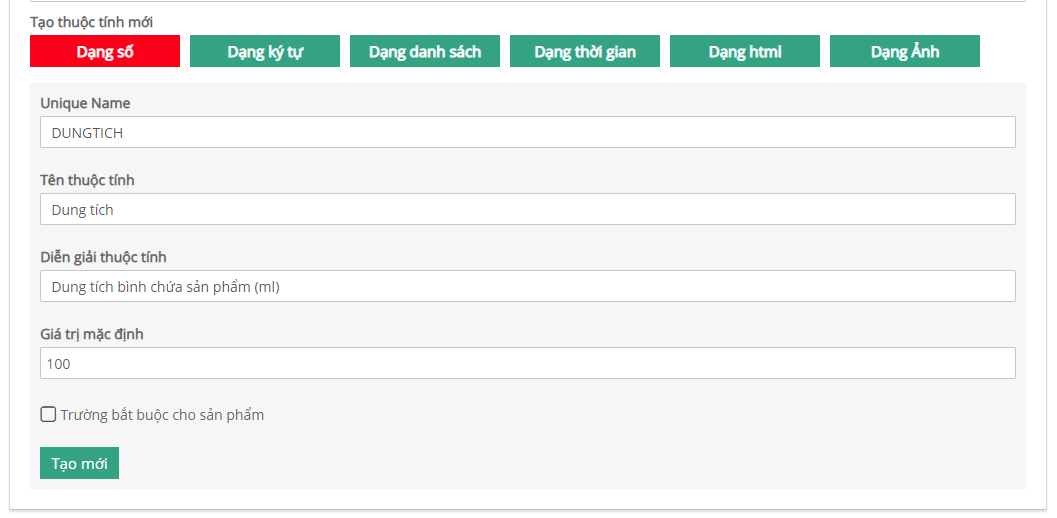 Tạo thuộc tính mới
Dạng số Dạng ký tự Dạng danh sách Dạng thời gian Dạng html Dạng Ảnh
Unique Name
DUNGTICH
Tên thuộc tính
Dung tích
Diễn giải thuộc tính
Dung tích bình chứa sản phẩm (ml)
Giá trị mặc định
100
Trường bắt buộc cho sản phẩm
Tạo mới